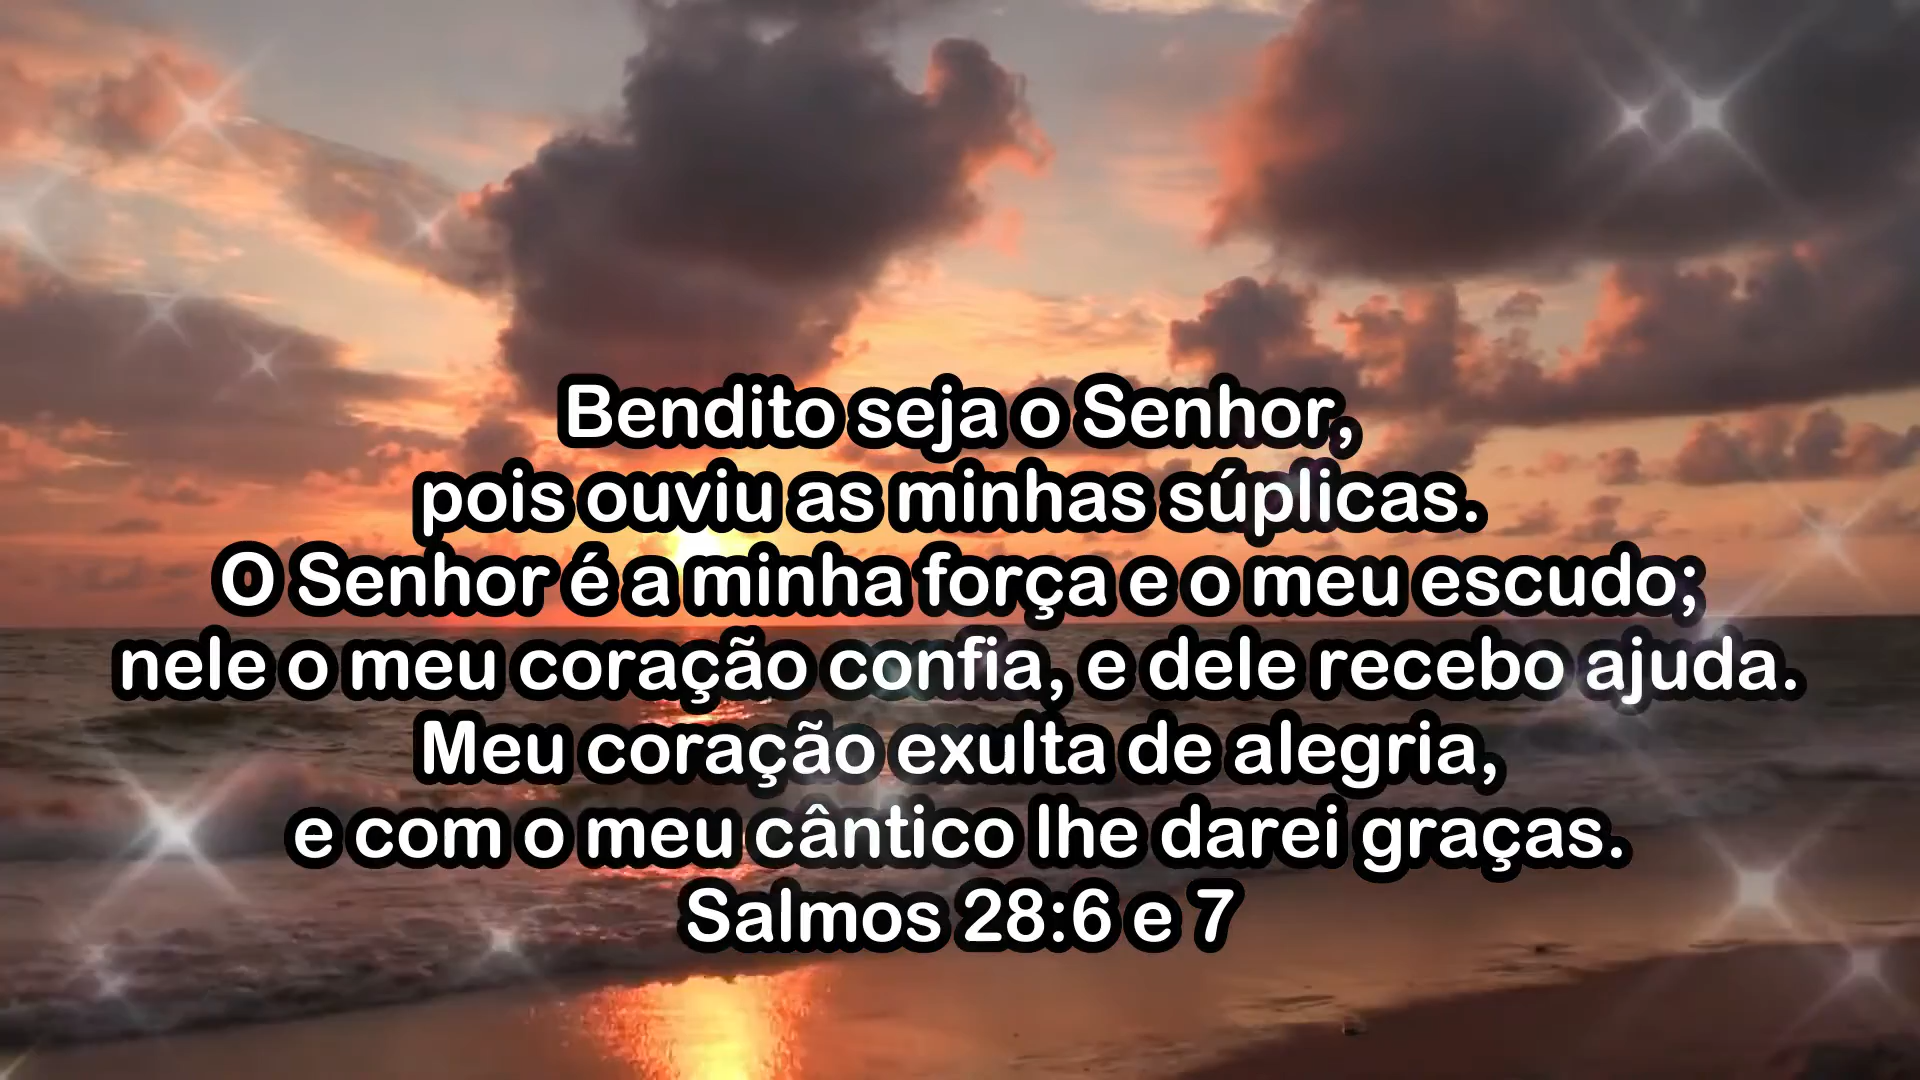 Bendito seja o Senhor,
pois ouviu as minhas súplicas.
O Senhor é a minha força e o meu escudo;
nele o meu coração confia, e dele recebo ajuda.
Meu coração exulta de alegria,
e com o meu cântico lhe darei graças.
Salmos 28:6 e 7